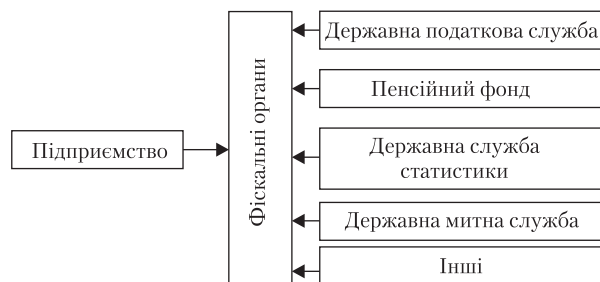 Підприємство
Фіскальні органи
Державна податкова служба
Пенсійний фонд
Державна служба
статистики
Державна митна служба
Інші